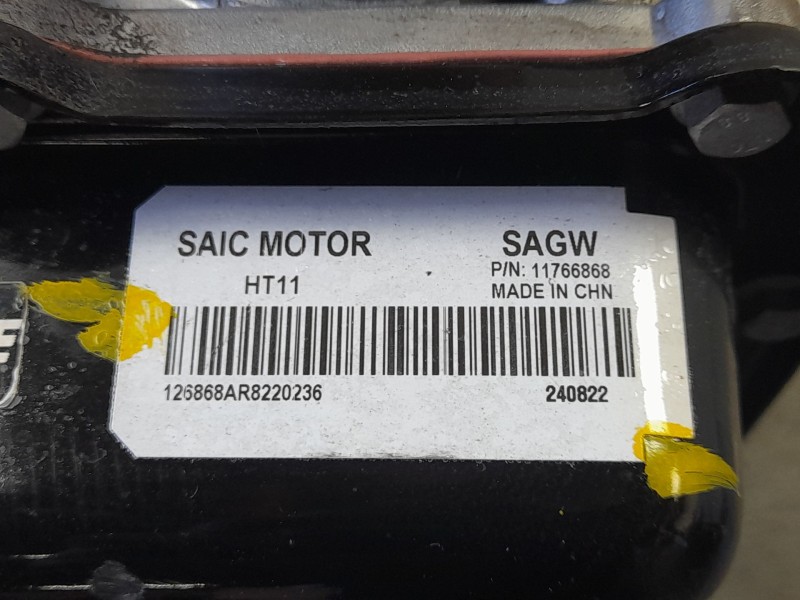 SAIC MOTOR SAGW
HT11 P/N: 11766868
MADE IN CHN
126868AR8220236 240822